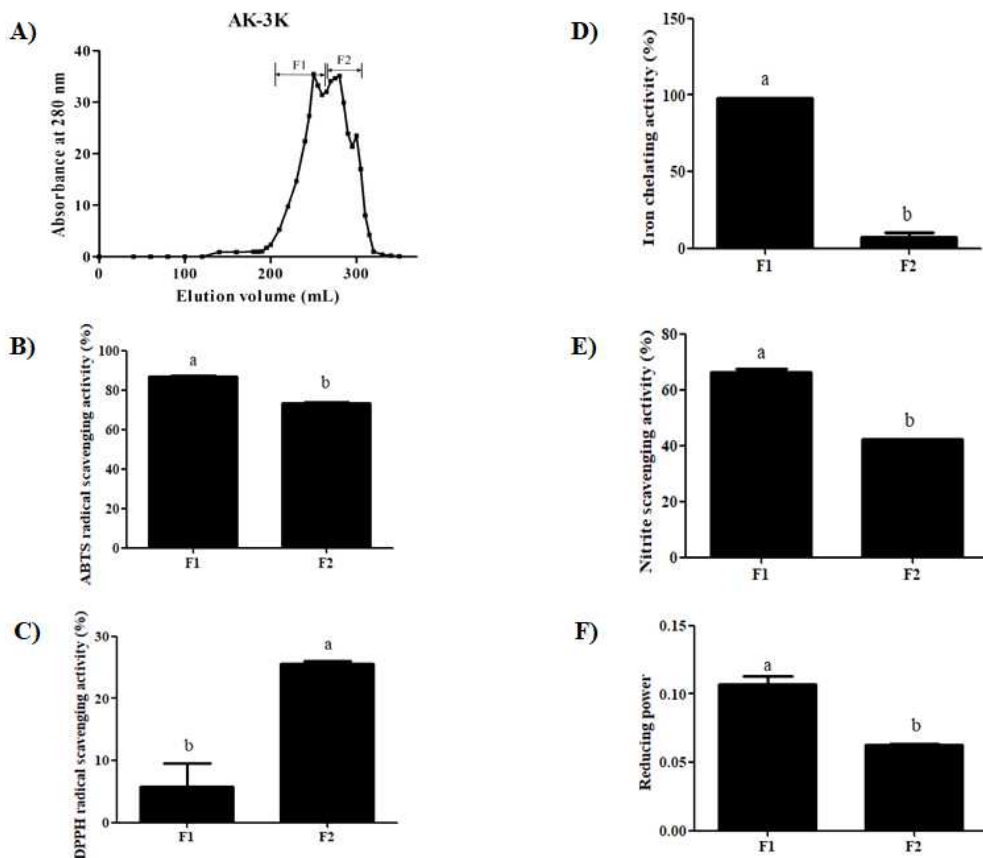 A)
AK-3K
F1
F2
40
30
20
10
0
0
100
200
300
Absorbance at 280 nm
Elution volume (mL)
B)
ABTS radical scavenging activity (%)
100
80
60
40
20
0
a
b
F1
F2
C)
DPPH radical scavenging activity (%)
30
20
10
0
b
a
F1
F2
D)
Iron chelating activity (%)
150
100
50
0
a
b
F1
F2
E)
Nitrite scavenging activity (%)
80
60
40
20
0
a
b
F1
F2
F)
Reducing power
0.15
0.10
0.05
0.00
a
b
F1
F2